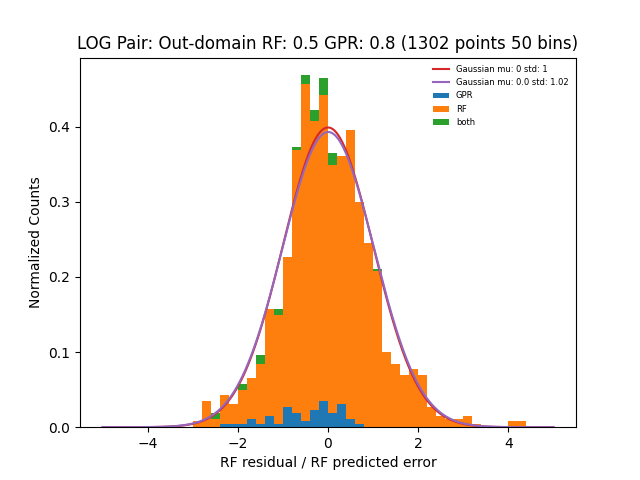 LOG Pair: Out-domain RF: 0.5 GPR: 0.8 (1302 points 50 bins)
Gaussian mu: 0 std: 1
Gaussian mu: 0.0 std: 1.02
GPR
RF
both
Normalized Counts
0.4
0.3
0.2
0.1
0.0
−4 −2 0 2 4
RF residual / RF predicted error